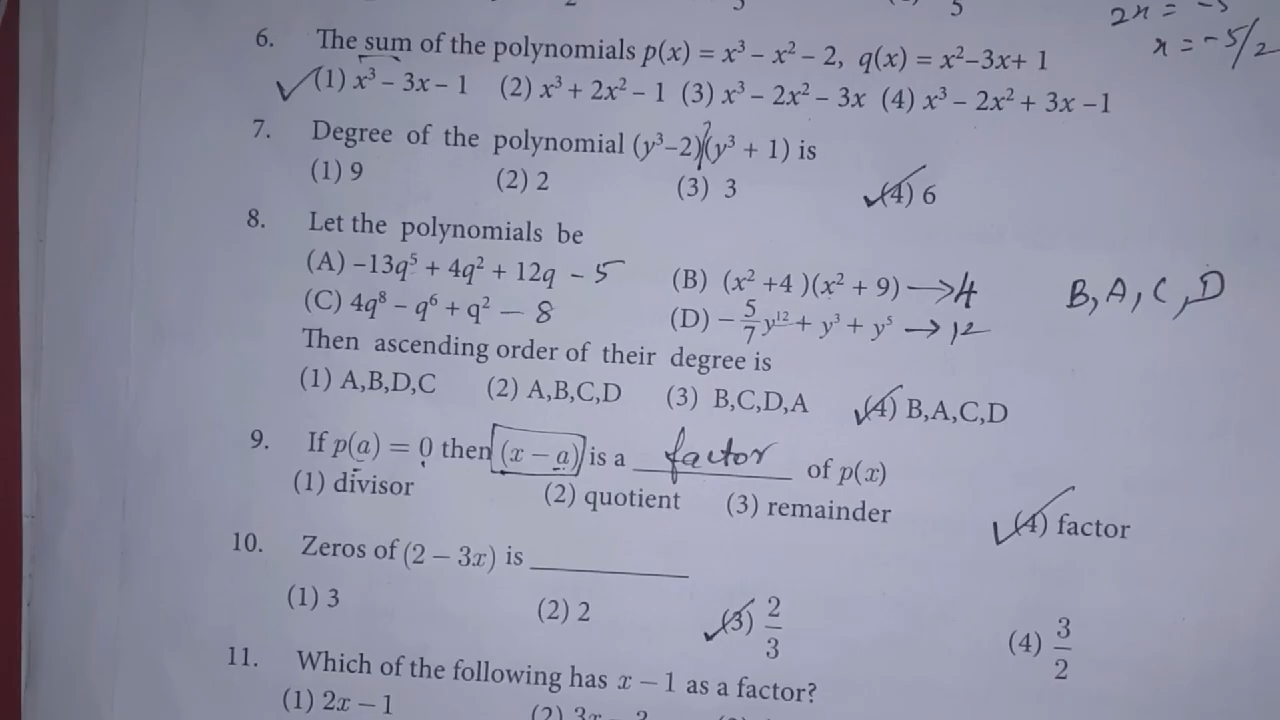 2x = -5
x = -5/2
6. The sum of the polynomials p(x) = x³ – x² – 2, q(x) = x²–3x+ 1
(1) x³ – 3x – 1 (2) x³ + 2x² – 1 (3) x³ – 2x² – 3x (4) x³ – 2x² + 3x –1
7. Degree of the polynomial (y³–2)(y³ + 1) is
(1) 9 (2) 2 (3) 3 (4) 6
8. Let the polynomials be
(A) –13q⁵ + 4q² + 12q – 5 (B) (x² +4 )(x² + 9) → 4 B, A, C, D
(C) 4q⁸ – q⁶ + q² – 8 (D) – 5/7 y¹² + y³ + y⁵ → 12
Then ascending order of their degree is
(1) A,B,D,C (2) A,B,C,D (3) B,C,D,A (4) B,A,C,D
9. If p(a) = 0 then (x – a) is a factor of p(x)
(1) divisor (2) quotient (3) remainder (4) factor
10. Zeros of (2 – 3x) is ________
(1) 3 (2) 2 (3) 2/3 (4) 3/2
11. Which of the following has x – 1 as a factor?
(1) 2x – 1 (2) 3x – 3